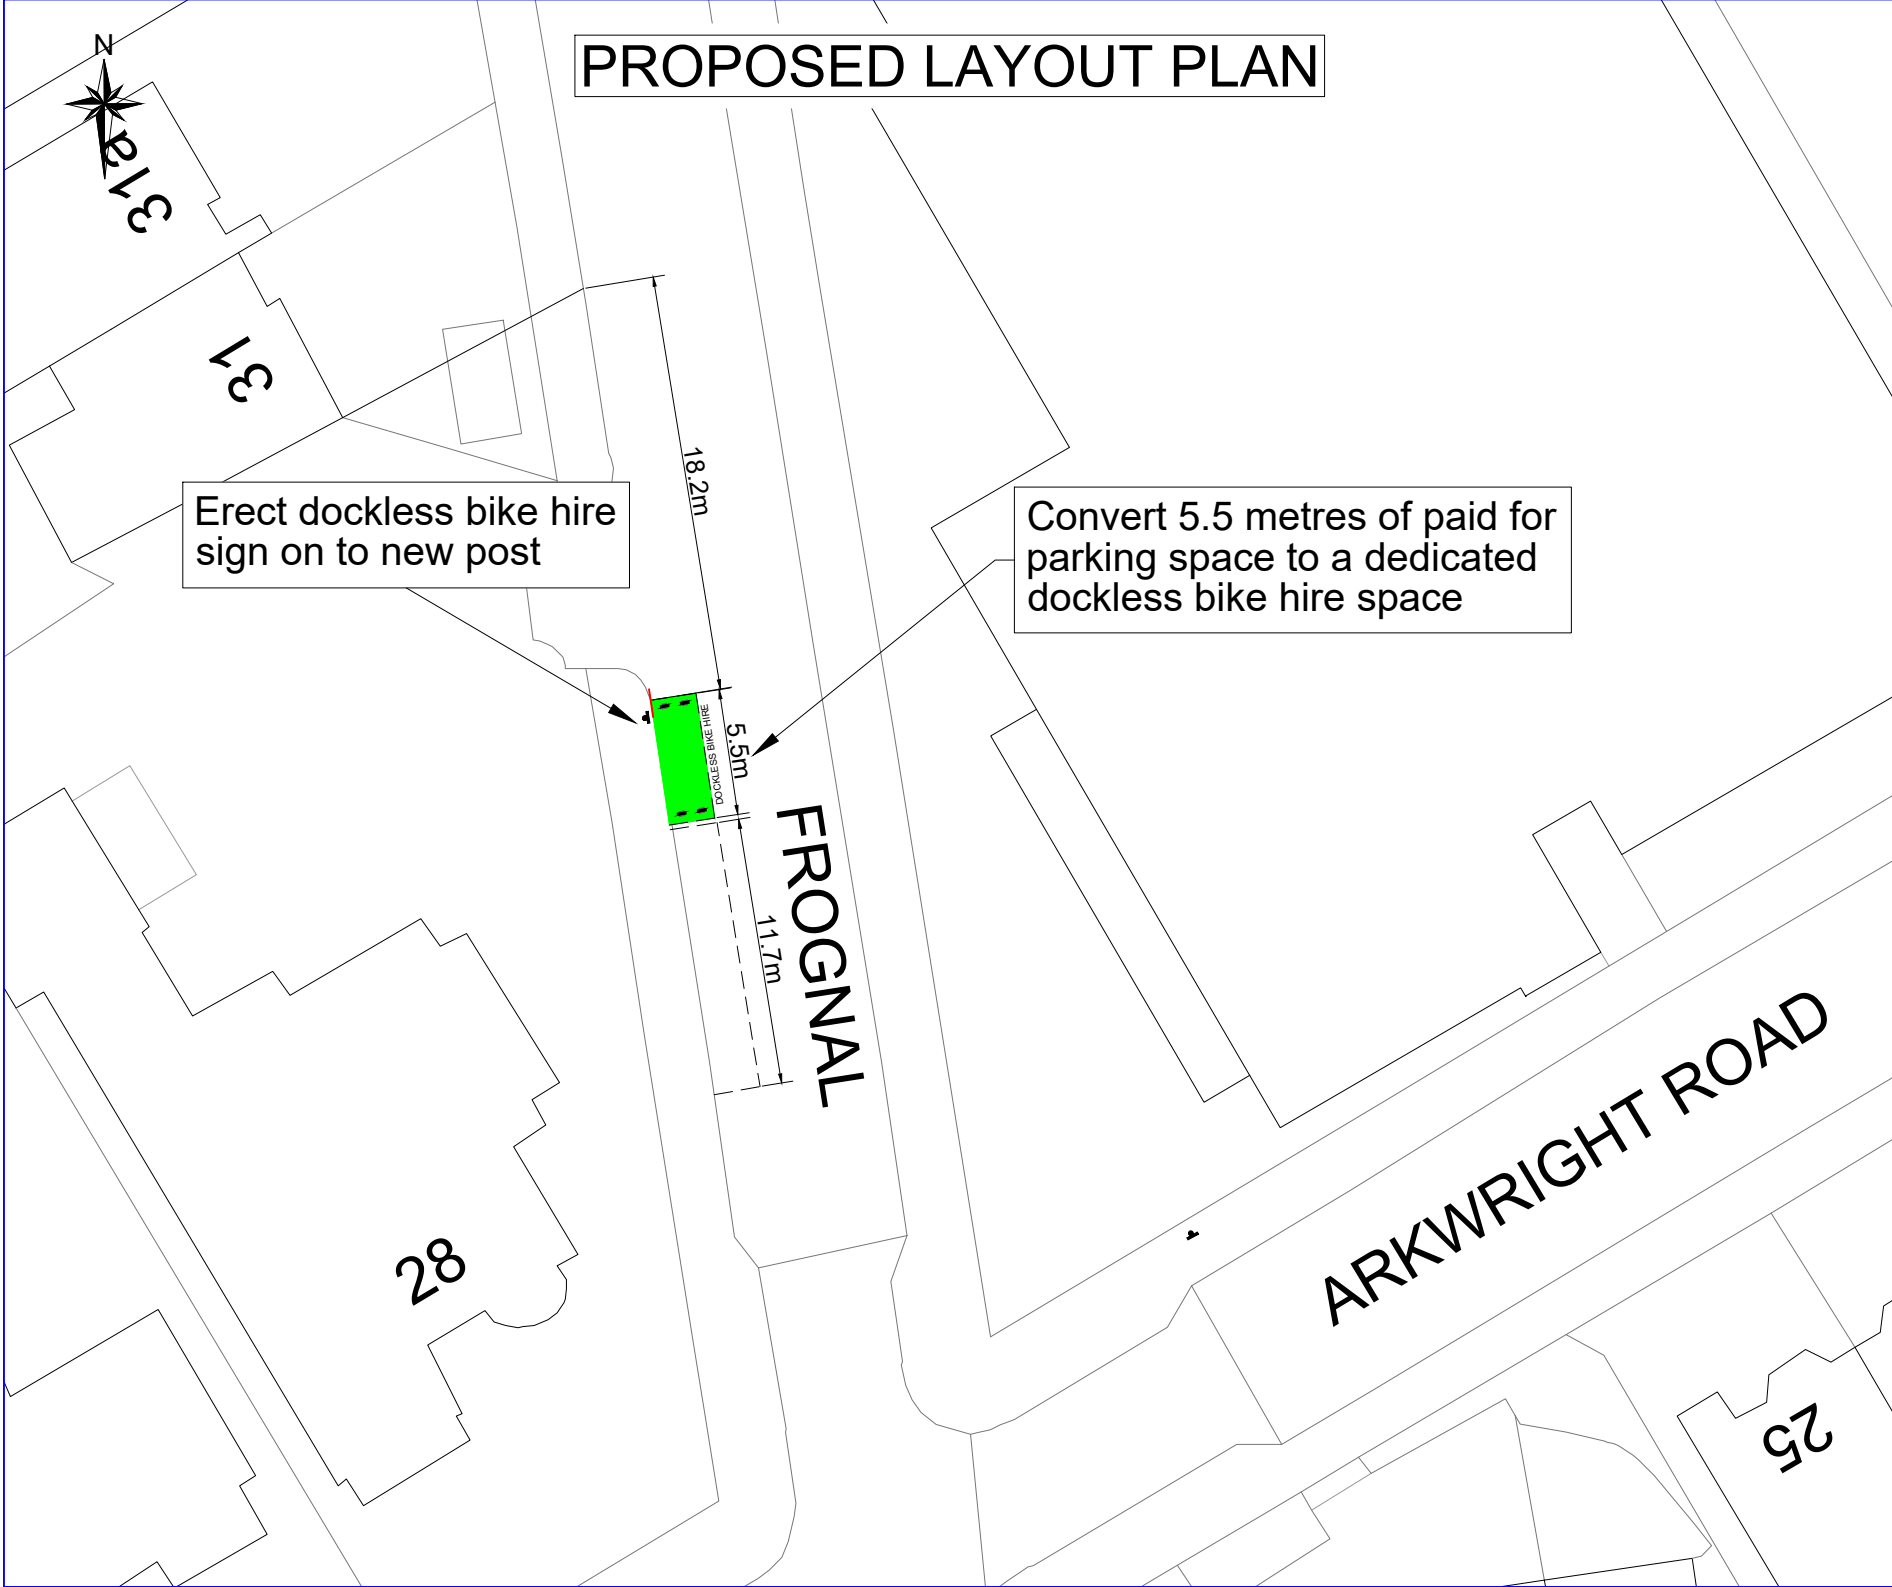 N
PROPOSED LAYOUT PLAN
31a
31
18.2m
Erect dockless bike hire
sign on to new post
Convert 5.5 metres of paid for
parking space to a dedicated
dockless bike hire space
DOCKLESS BIKE HIRE
5.5m
11.7m
FROGNAL
ARKWRIGHT ROAD
28
25